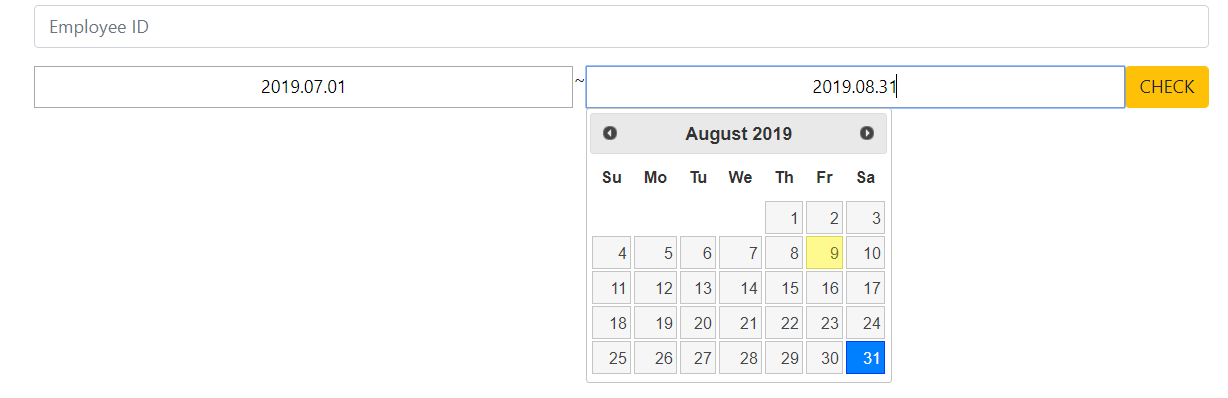 Employee ID
2019.07.01 ~ 2019.08.31 CHECK
August 2019
Su Mo Tu We Th Fr Sa
1 2 3
4 5 6 7 8 9 10
11 12 13 14 15 16 17
18 19 20 21 22 23 24
25 26 27 28 29 30 31